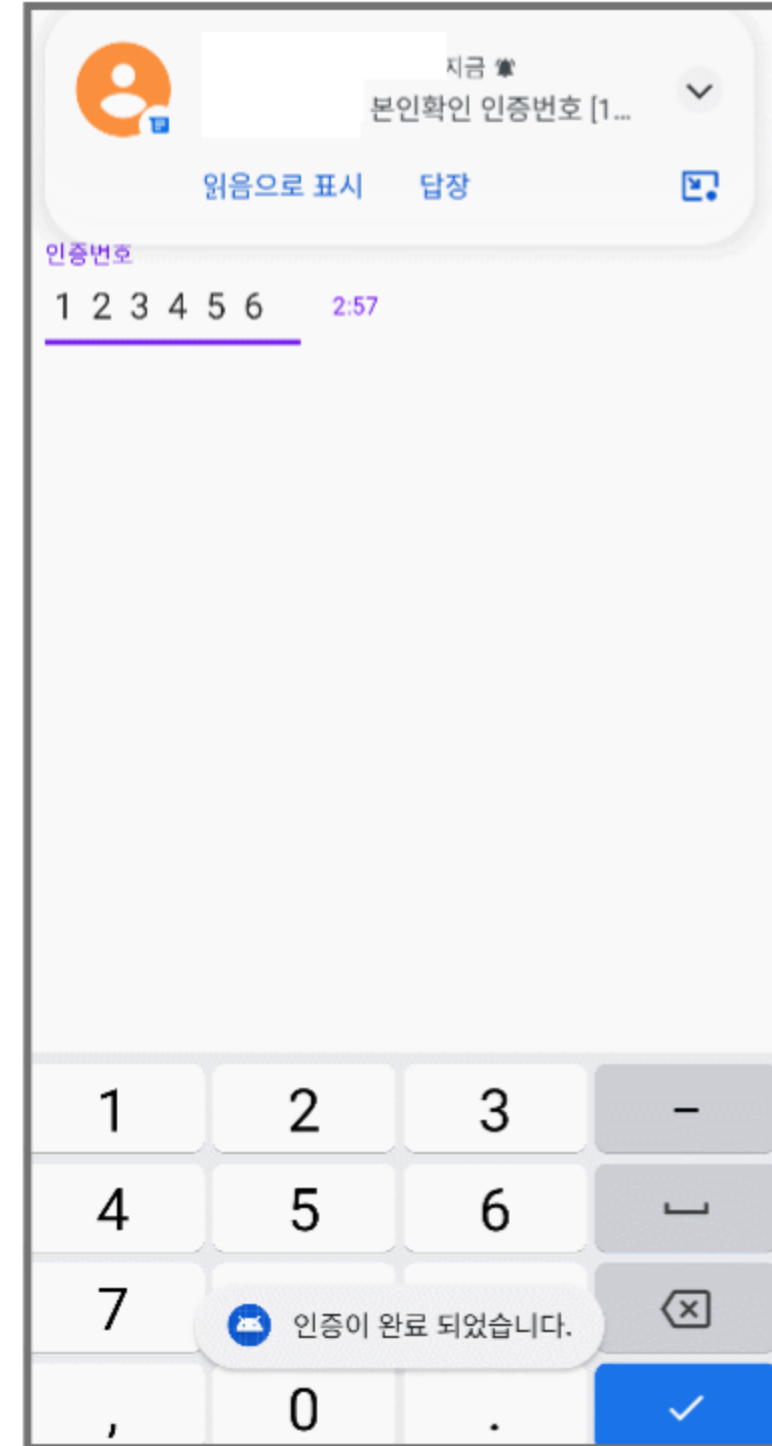 지금
본인확인 인증번호 [1...
읽음으로 표시 답장
인증번호
1 2 3 4 5 6 2:57
1 2 3 -
4 5 6
7
인증이 완료 되었습니다.
, 0 .